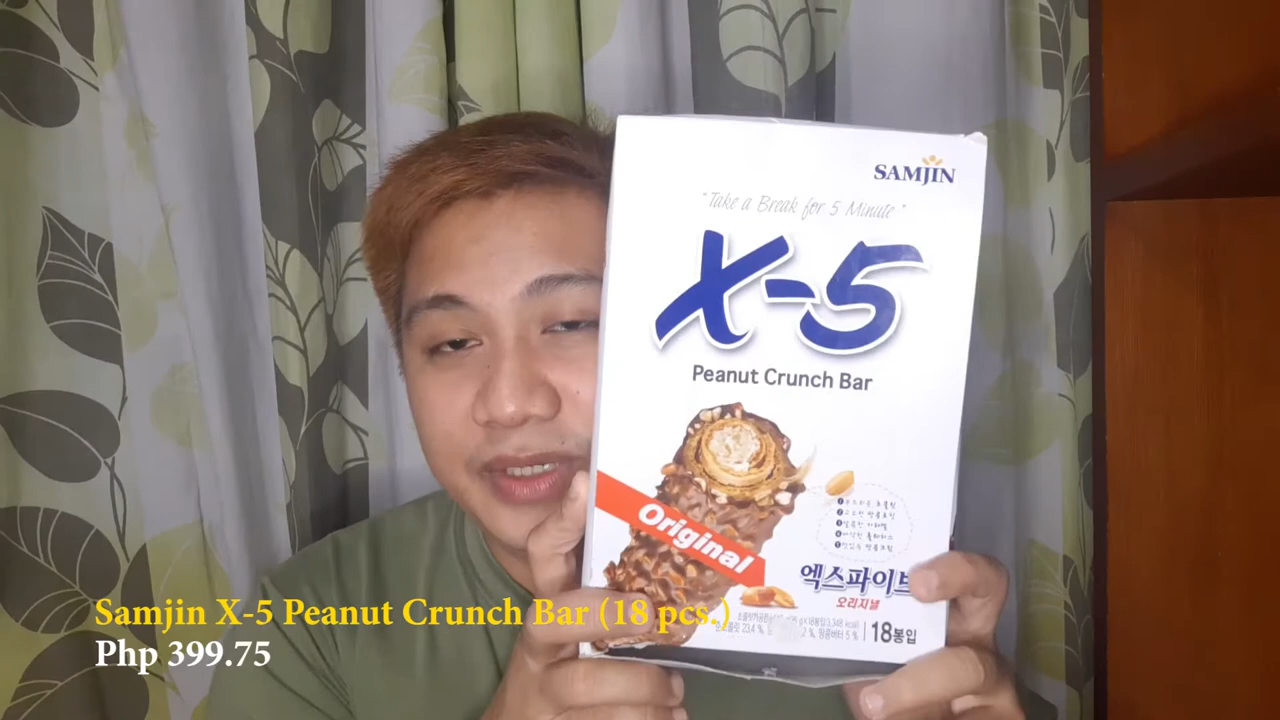 SAMJIN
"Take a Break for 5 Minute"
X-5
Peanut Crunch Bar
Original
엑스파이브
오리지널
18봉입
Samjin X-5 Peanut Crunch Bar (18 pcs.)
Php 399.75